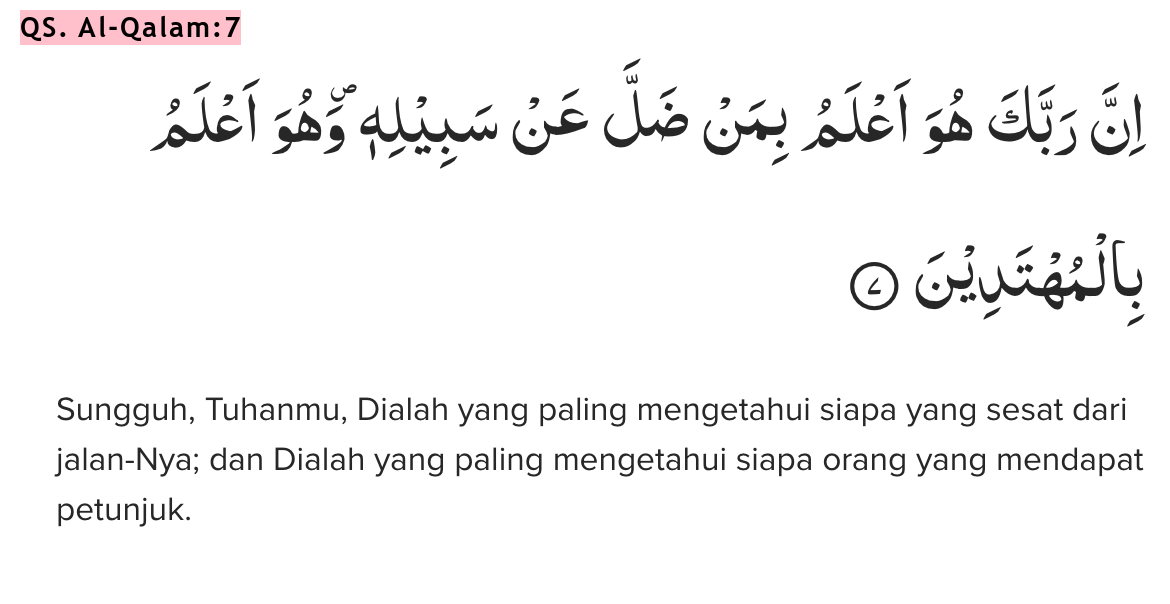 QS. Al-Qalam:7
اِنَّ رَبَّكَ هُوَ اَعْلَمُ بِمَنْ ضَلَّ عَنْ سَبِيْلِهٖۖ وَهُوَ اَعْلَمُ
بِالْمُهْتَدِيْنَ ٧
Sungguh, Tuhanmu, Dialah yang paling mengetahui siapa yang sesat dari
jalan-Nya; dan Dialah yang paling mengetahui siapa orang yang mendapat
petunjuk.